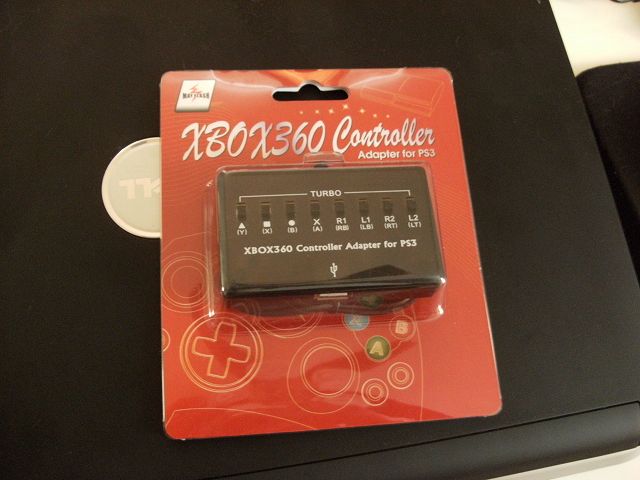 MAYFLASH
XBOX360 Controller
Adapter for PS3
TURBO
▲ ■ ● X R1 L1 R2 L2
(Y) (X) (B) (A) (RB) (LB) (RT) (LT)
XBOX360 Controller Adapter for PS3
B
A